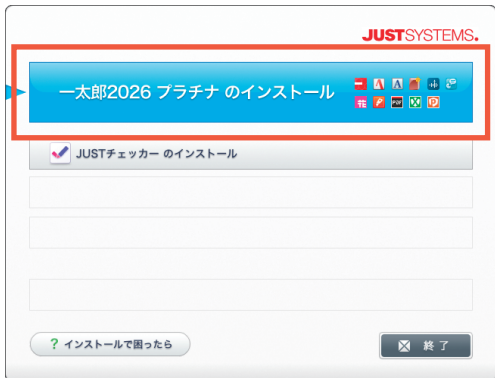 JUSTSYSTEMS.
一太郎2026 プラチナ のインストール
JUSTチェッカー のインストール
? インストールで困ったら
終了